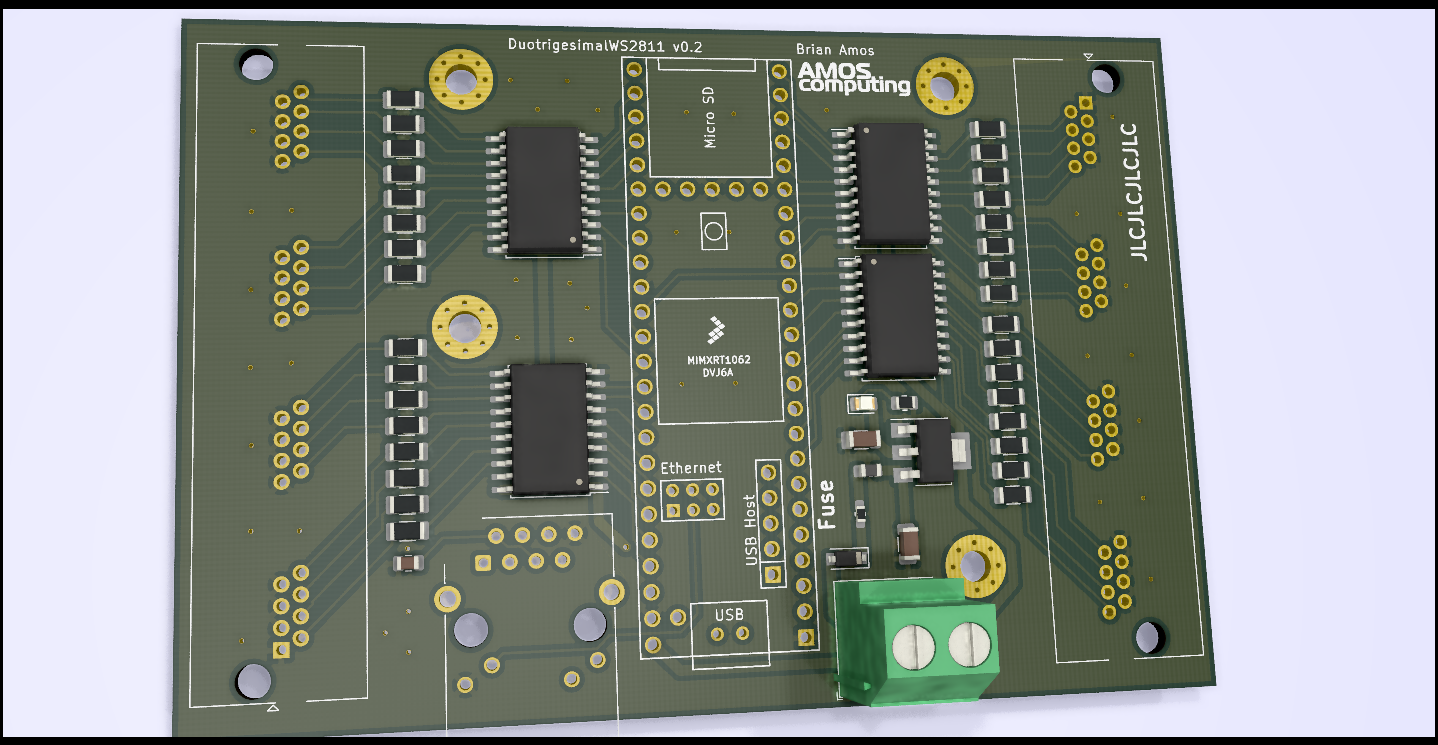 DuotrigesimalWS2811 v0.2
Brian Amos
AMOS
computing
Micro SD
JLCJLCJLCJLC
MIMXRT1062
DVJ6A
Ethernet
USB Host
Fuse
USB